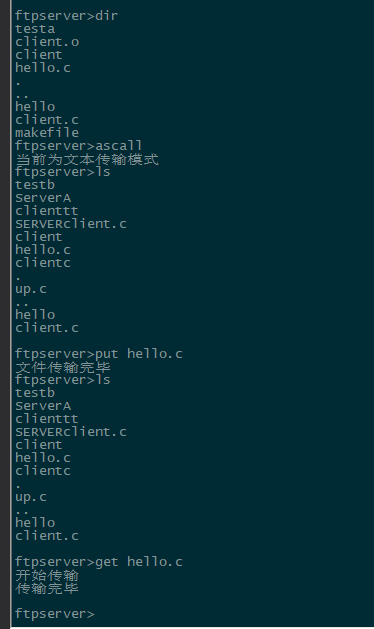 ftpserver>dir
testa
client.o
client
hello.c
.
..
hello
client.c
makefile
ftpserver>ascall
当前为文本传输模式
ftpserver>ls
testb
ServerA
clienttt
SERVERclient.c
client
hello.c
clientc
.
up.c
..
hello
client.c
ftpserver>put hello.c
文件传输完毕
ftpserver>ls
testb
ServerA
clienttt
SERVERclient.c
client
hello.c
clientc
.
up.c
..
hello
client.c
ftpserver>get hello.c
开始传输
传输完毕
ftpserver>